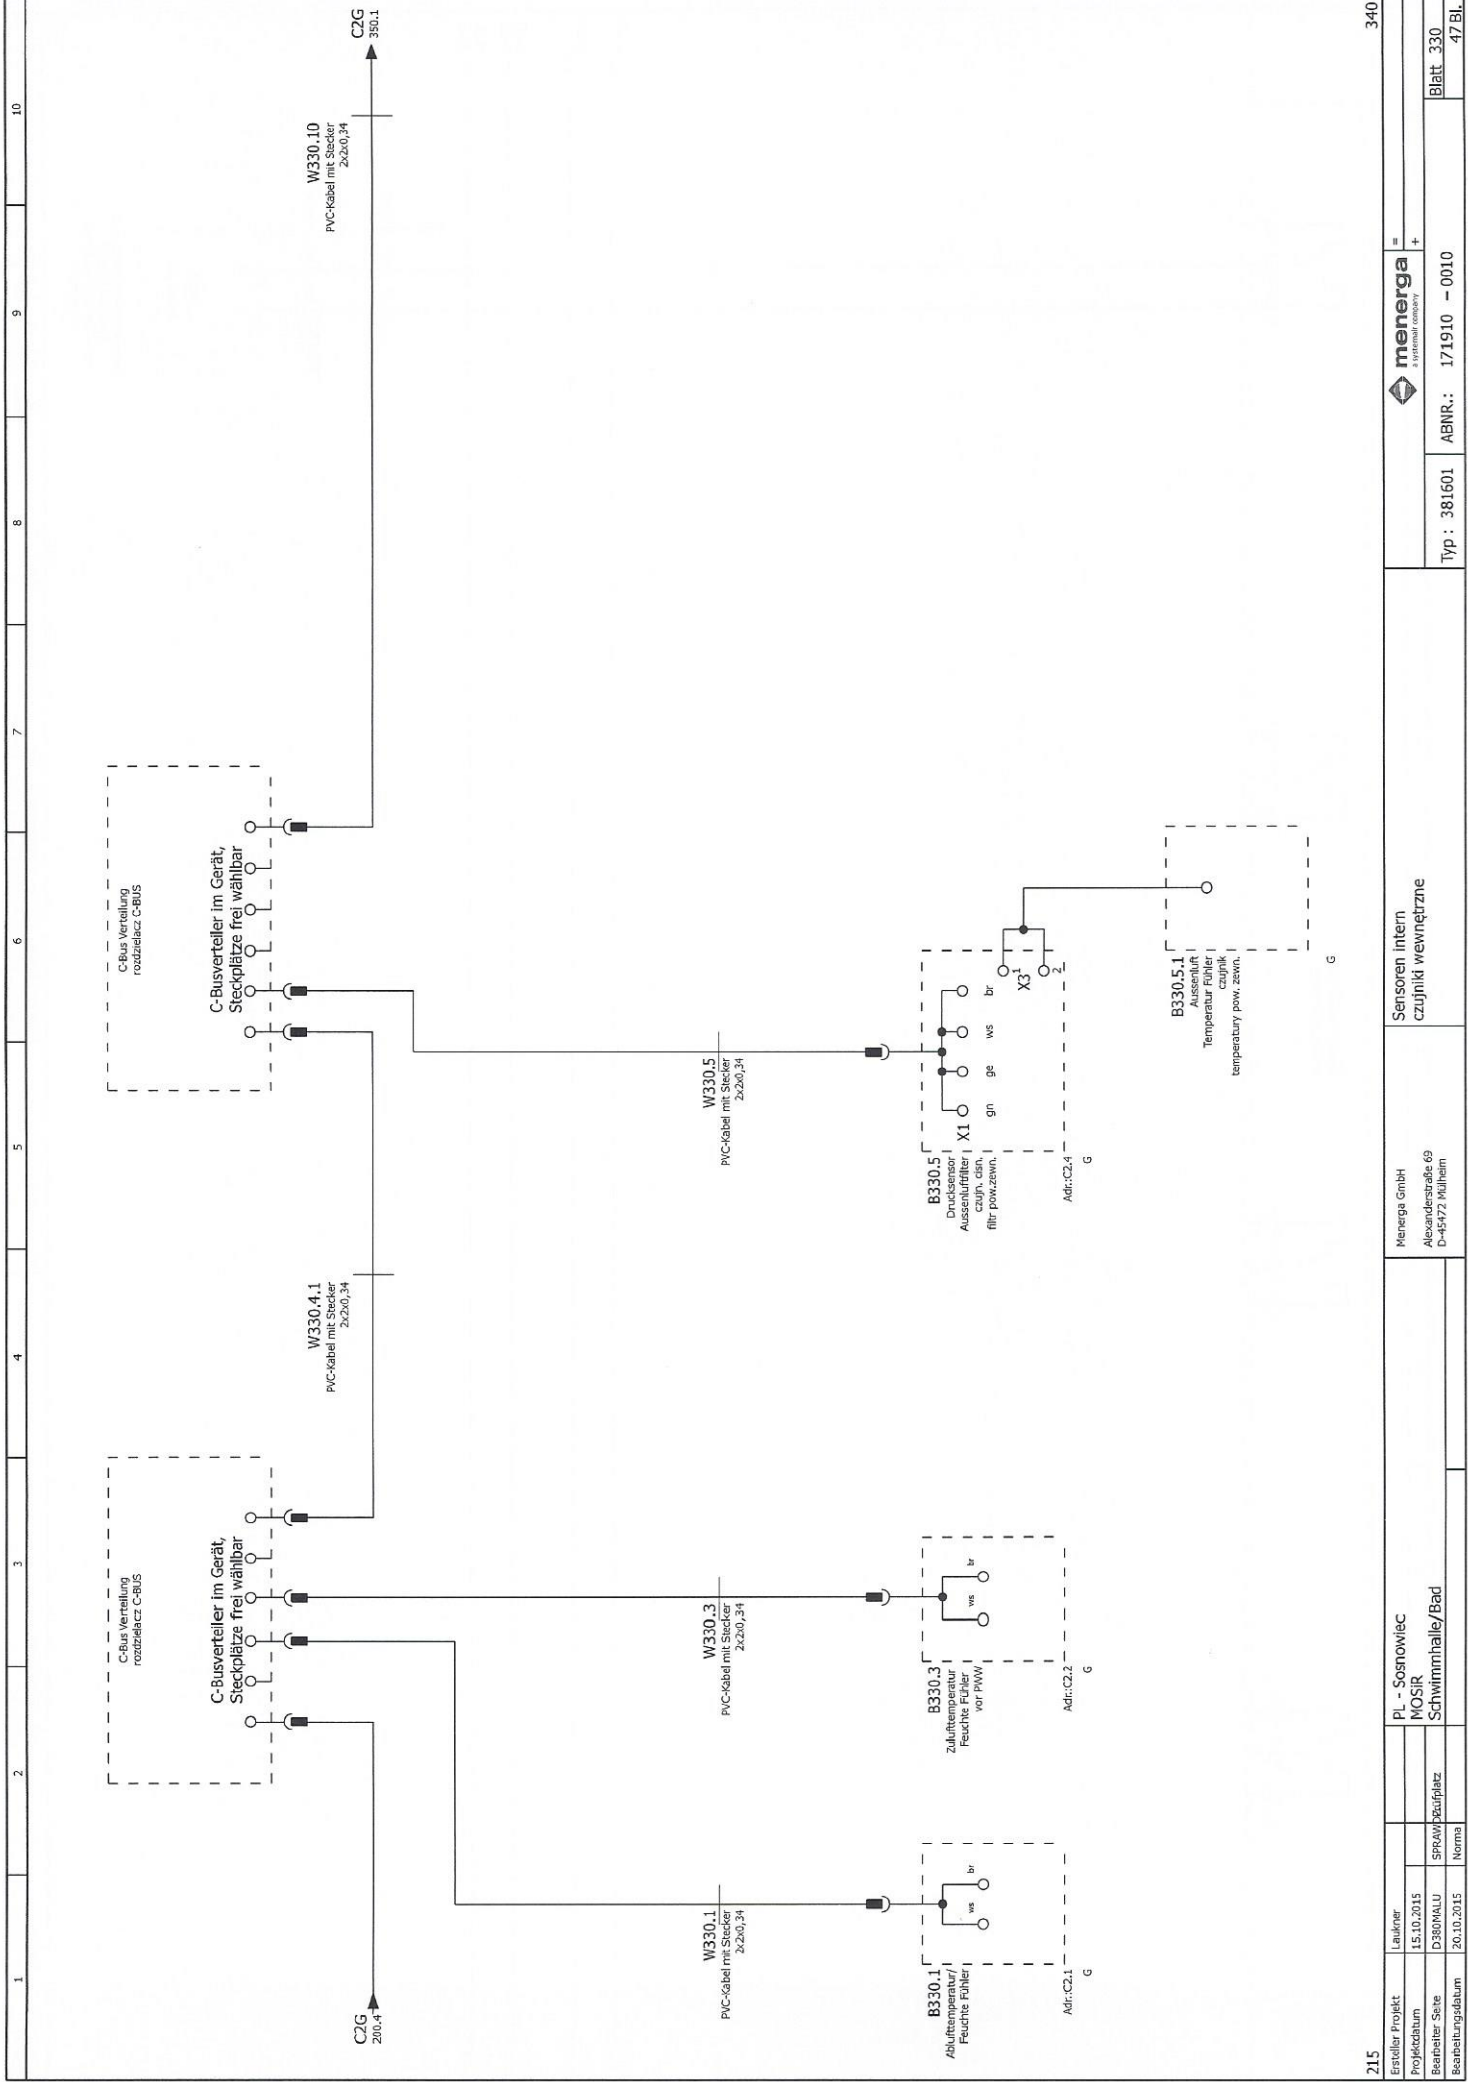 1
2
3
4
5
6
7
8
9
10
C-Bus Verteilung
rozdzielacz C-BUS
C-Busverteiler im Gerät,
Steckplätze frei wählbar
C-Bus Verteilung
rozdzielacz C-BUS
C-Busverteiler im Gerät,
Steckplätze frei wählbar
C2G
200.4
W330.4.1
PVC-Kabel mit Stecker
2x2x0,34
W330.10
PVC-Kabel mit Stecker
2x2x0,34
C2G
350.1
W330.1
PVC-Kabel mit Stecker
2x2x0,34
W330.3
PVC-Kabel mit Stecker
2x2x0,34
W330.5
PVC-Kabel mit Stecker
2x2x0,34
B330.1
Ablufttemperatur/
Feuchte Fühler
ws
br
Adr.:C2.1
G
B330.3
Zulufttemperatur
Feuchte Fühler
vor PWW
ws
br
Adr.:C2.2
G
B330.5
Drucksensor
Aussenluftfilter
czujn. cisn.
filtr pow.zewn.
X1
gn
ge
ws
br
X3
1
2
Adr.:C2.4
G
B330.5.1
Aussenluft
Temperatur Fühler
czujnik
temperatury pow. zewn.
G
215
340
Ersteller Projekt
Laukner
Projektdatum
15.10.2015
Bearbeiter Seite
D380MALU
Bearbeitungsdatum
20.10.2015
Norma
PL - Sosnowiec
MOSiR
Schwimmhalle/Bad
Menerga GmbH
Alexanderstraße 69
D-45472 Mülheim
Sensoren intern
czujniki wewnętrzne
menerga
a systemair company
=
+
Typ : 381601
ABNR.: 171910 - 0010
Blatt 330
47 Bl.